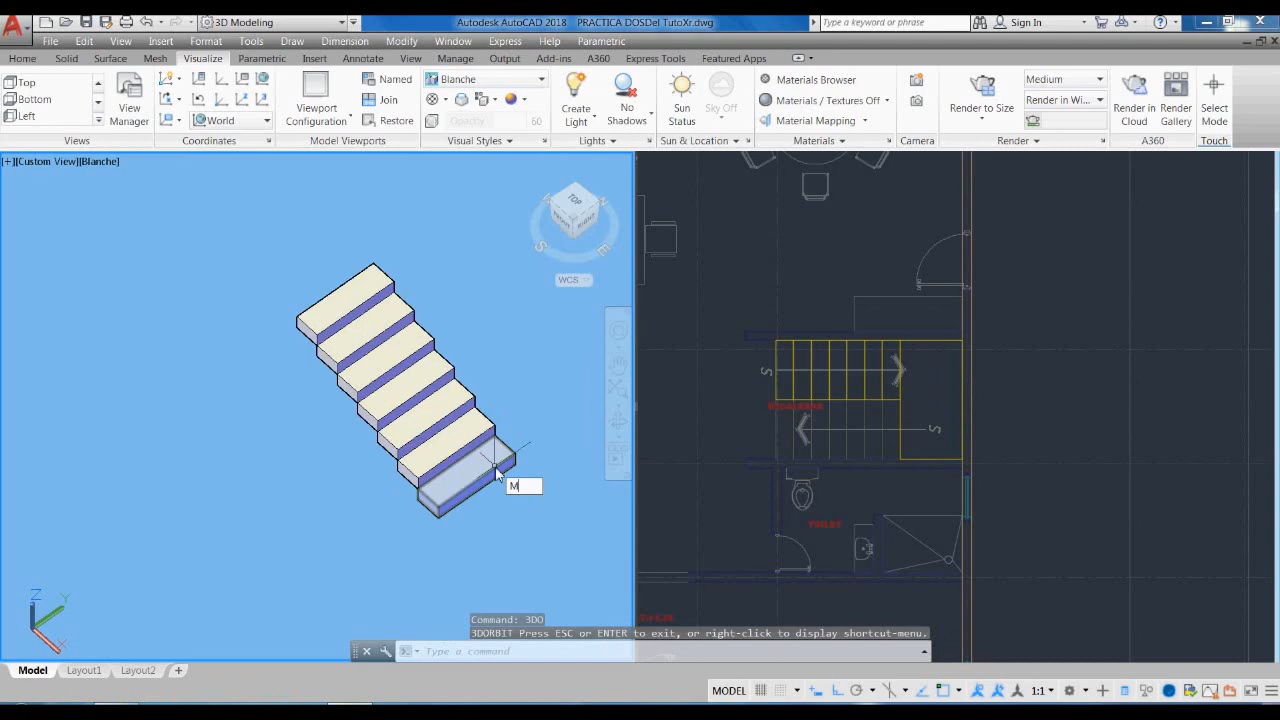 3D Modeling
Autodesk AutoCAD 2018 PRACTICA DOSDel TutoXr.dwg
Type a keyword or phrase
Sign In
File Edit View Insert Format Tools Draw Dimension Modify Window Express Help Parametric
Home Solid Surface Mesh Visualize Parametric Insert Annotate View Manage Output Add-ins A360 Express Tools Featured Apps
Top
Bottom
Left
View
Manager
World
Viewport
Configuration
Named
Join
Restore
Blanche
Opacity 60
Create
Light
No
Shadows
Sun
Status
Sky Off
Materials Browser
Materials / Textures Off
Material Mapping
Render to Size
Medium
Render in Wi...
Render in
Cloud
Render
Gallery
Select
Mode
Views Coordinates Model Viewports Visual Styles Lights Sun & Location Materials Camera Render A360 Touch
[+][Custom View][Blanche]
TOP
FRONT
RIGHT
S
E
WCS
M
S
S
TOILET
Z
Y
X
Command: 3DO
3DORBIT Press ESC or ENTER to exit, or right-click to display shortcut-menu.
Type a command
Model Layout1 Layout2 +
MODEL
1:1